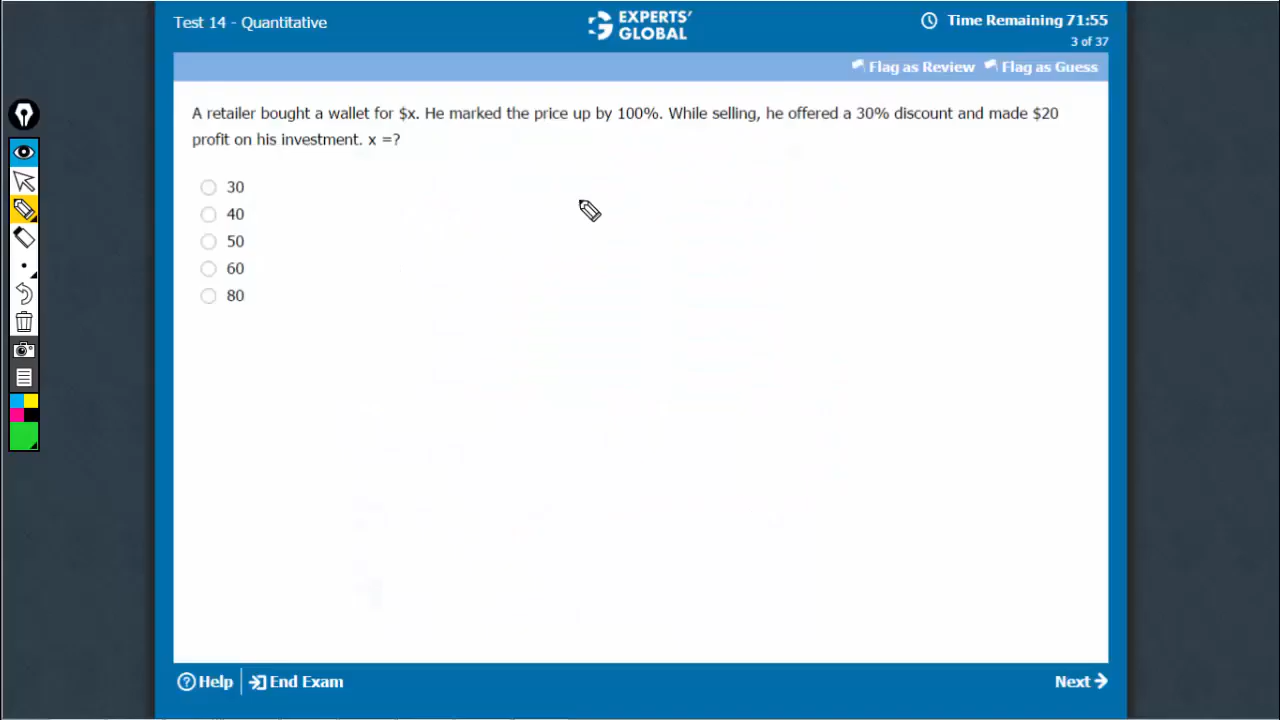 Test 14 - Quantitative
EXPERTS'
GLOBAL
Time Remaining 71:55
3 of 37
Flag as Review
Flag as Guess
A retailer bought a wallet for $x. He marked the price up by 100%. While selling, he offered a 30% discount and made $20
profit on his investment. x =?
30
40
50
60
80
Help
End Exam
Next